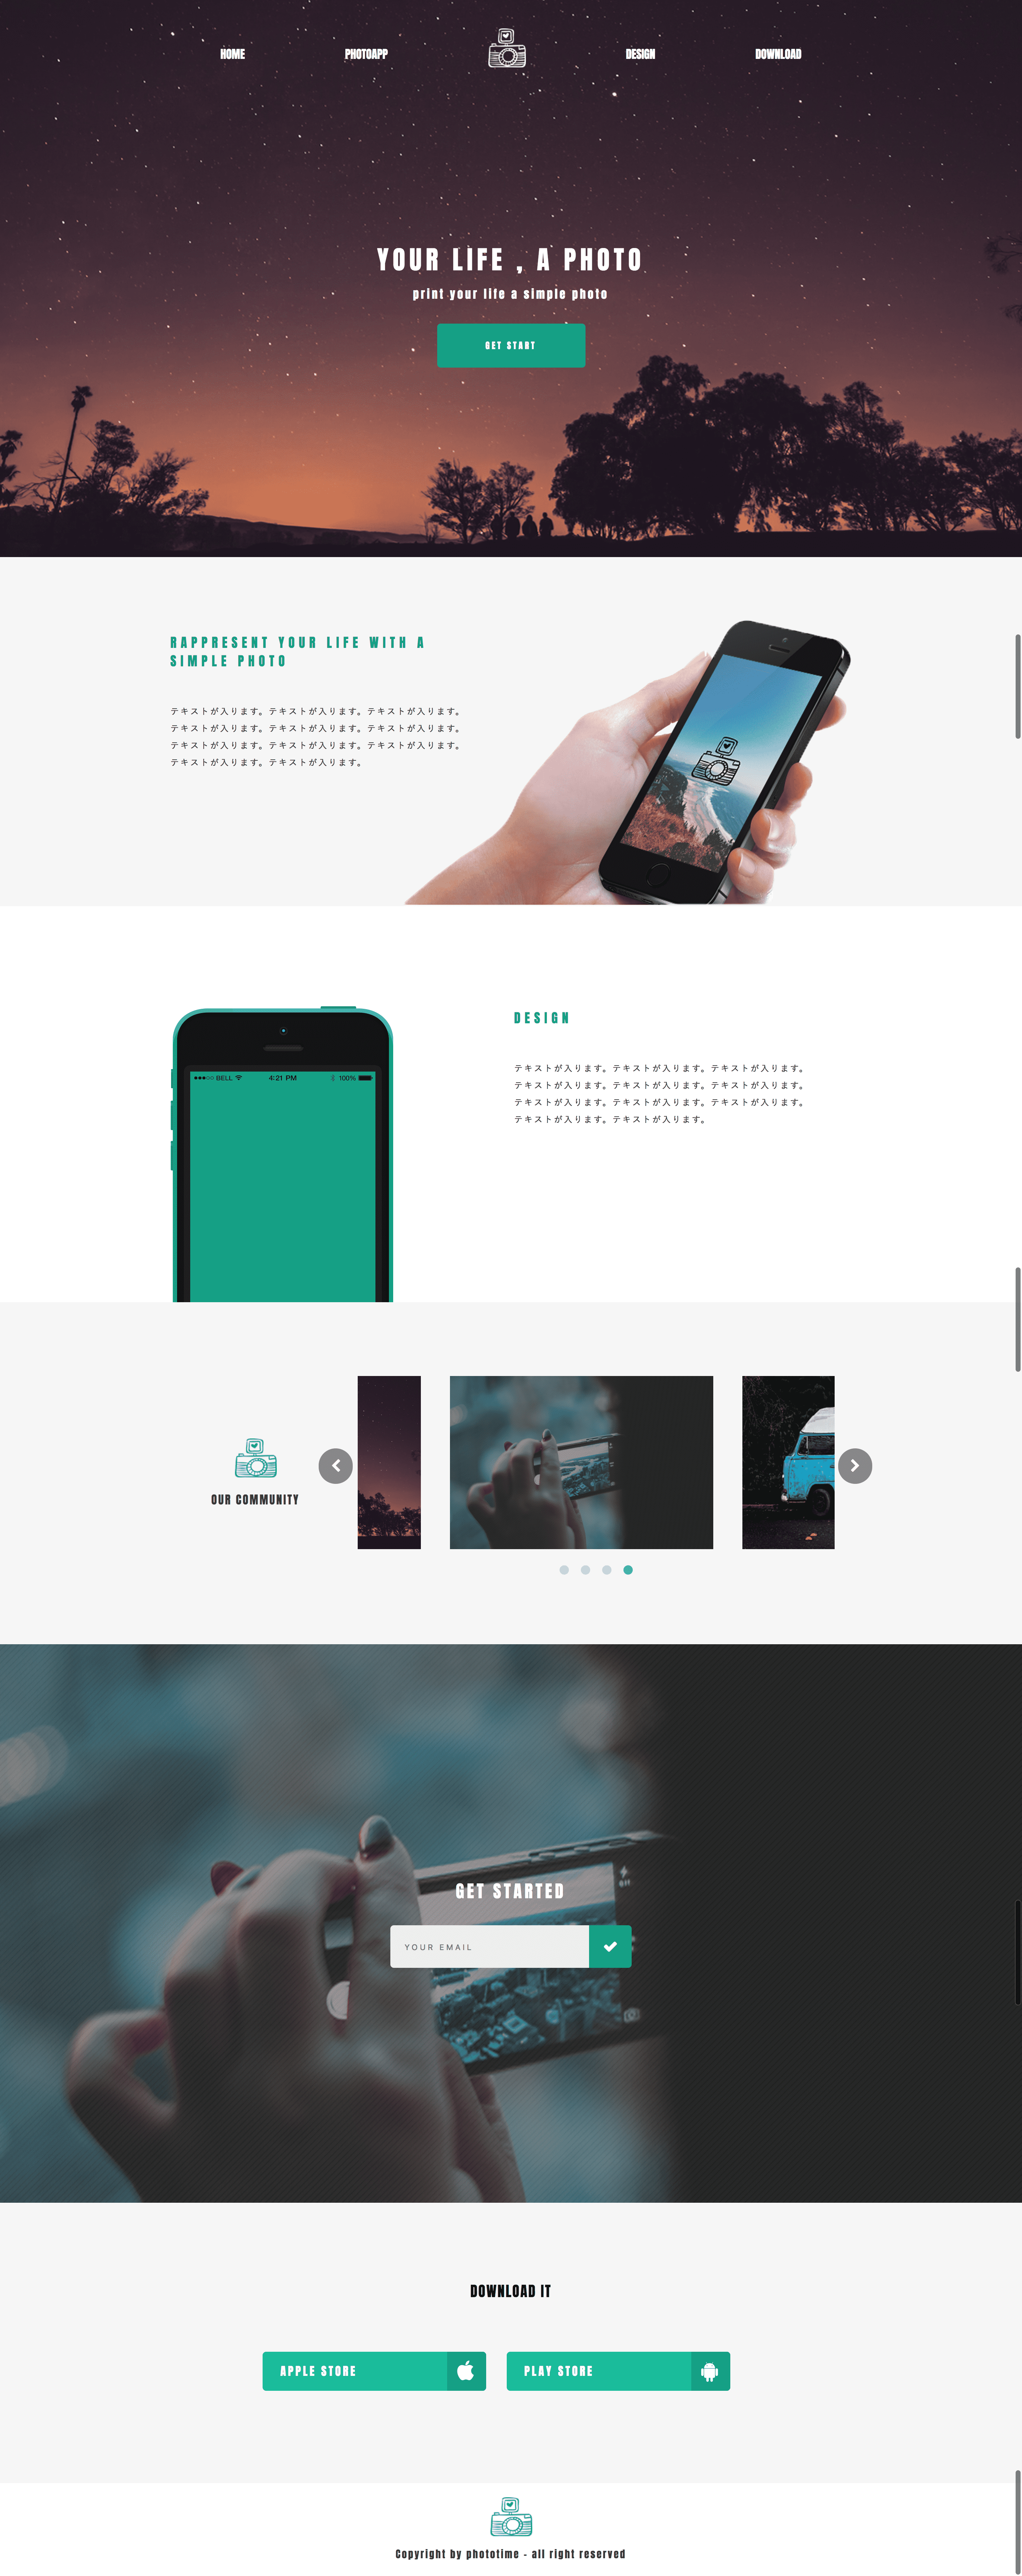 HOME PHOTOAPP DESIGN DOWNLOAD
YOUR LIFE , A PHOTO
print your life a simple photo
GET START
RAPPRESENT YOUR LIFE WITH A
SIMPLE PHOTO
テキストが入ります。テキストが入ります。テキストが入ります。
テキストが入ります。テキストが入ります。テキストが入ります。
テキストが入ります。テキストが入ります。テキストが入ります。
テキストが入ります。テキストが入ります。
BELL 4:21 PM 100%
DESIGN
テキストが入ります。テキストが入ります。テキストが入ります。
テキストが入ります。テキストが入ります。テキストが入ります。
テキストが入ります。テキストが入ります。テキストが入ります。
テキストが入ります。テキストが入ります。
OUR COMMUNITY
OFF
GET STARTED
YOUR EMAIL
DOWNLOAD IT
APPLE STORE
PLAY STORE
Copyright by phototime - all right reserved